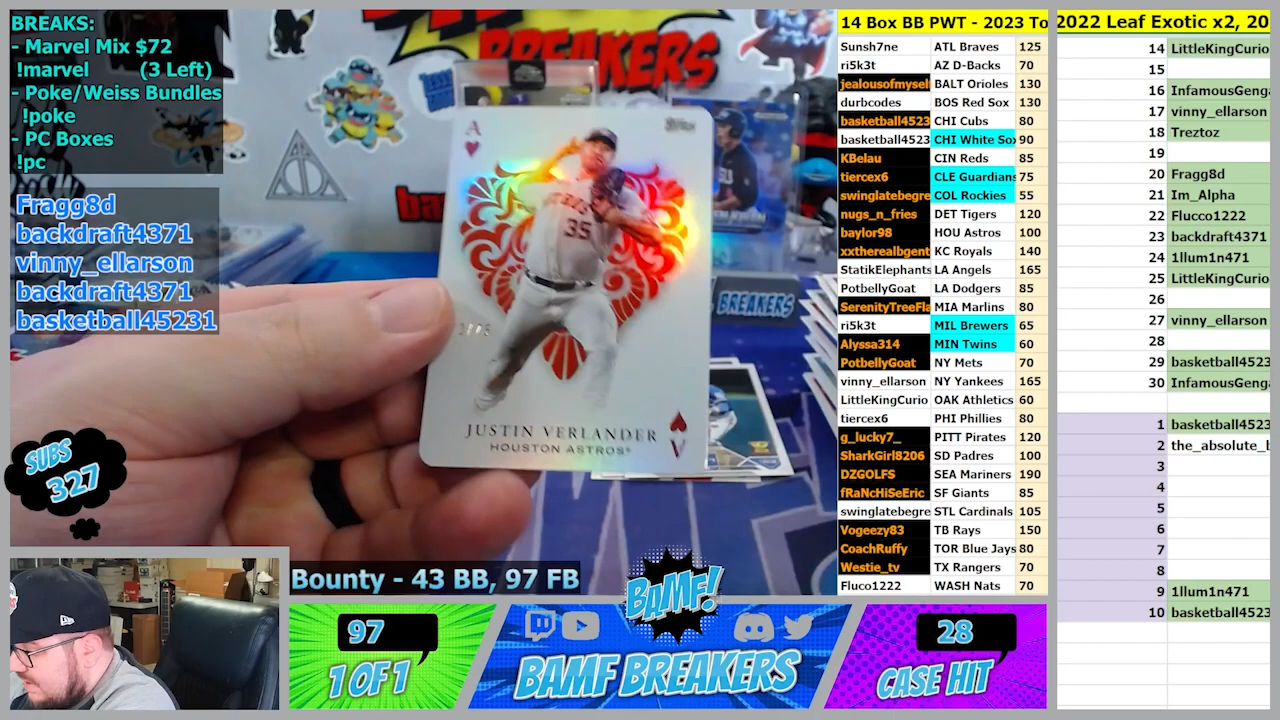 BREAKS:
- Marvel Mix $72
!marvel (3 Left)
- Poke/Weiss Bundles
!poke
- PC Boxes
!pc
Fragg8d
backdraft4371
vinny_ellarson
backdraft4371
basketball45231
SUBS
327
BREAKERS
A
JUSTIN VERLANDER
HOUSTON ASTROS
35
A
BREAKERS
Bounty - 43 BB, 97 FB
BAMF!
97
1 OF 1
BAMF BREAKERS
28
CASE HIT
14 Box BB PWT - 2023 To
Sunsh7ne ATL Braves 125
ri5k3t AZ D-Backs 70
jealousofmysel BALT Orioles 130
durbcodes BOS Red Sox 130
basketball4523 CHI Cubs 80
basketball4523 CHI White Sox 90
KBelau CIN Reds 85
tiercex6 CLE Guardians 75
swinglatebegre COL Rockies 55
nugs_n_fries DET Tigers 120
baylor98 HOU Astros 100
xxtherealbgent KC Royals 140
StatikElephants LA Angels 165
PotbellyGoat LA Dodgers 85
SerenityTreeFla MIA Marlins 80
ri5k3t MIL Brewers 65
Alyssa314 MIN Twins 60
PotbellyGoat NY Mets 70
vinny_ellarson NY Yankees 165
LittleKingCurio OAK Athletics 60
tiercex6 PHI Phillies 80
g_lucky7_ PITT Pirates 120
SharkGirl8206 SD Padres 100
DZGOLFS SEA Mariners 190
fRaNcHiSeEric SF Giants 85
swinglatebegre STL Cardinals 105
Vogeezy83 TB Rays 150
CoachRuffy TOR Blue Jays 80
Westie_tv TX Rangers 70
Fluco1222 WASH Nats 70
2022 Leaf Exotic x2, 20
14 LittleKingCurio
15
16 InfamousGenga
17 vinny_ellarson
18 Treztoz
19
20 Fragg8d
21 Im_Alpha
22 Flucco1222
23 backdraft4371
24 1llum1n471
25 LittleKingCurio
26
27 vinny_ellarson
28
29 basketball4523
30 InfamousGenga
1 basketball4523
2 the_absolute_b
3
4
5
6
7
8
9 1llum1n471
10 basketball4523